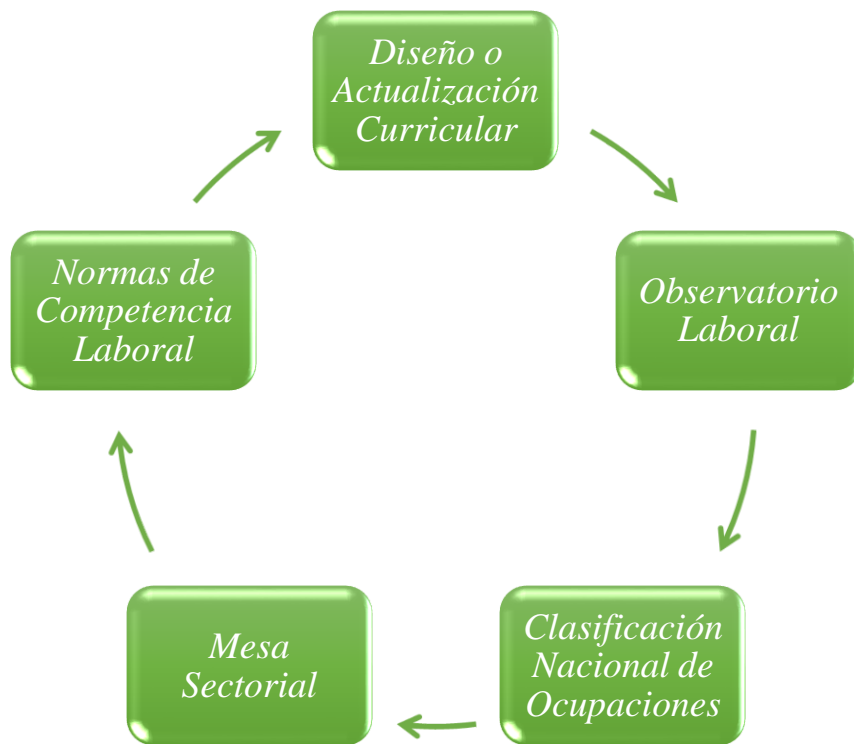 Diseño o
Actualización
Curricular
Observatorio
Laboral
Clasificación
Nacional de
Ocupaciones
Mesa
Sectorial
Normas de
Competencia
Laboral